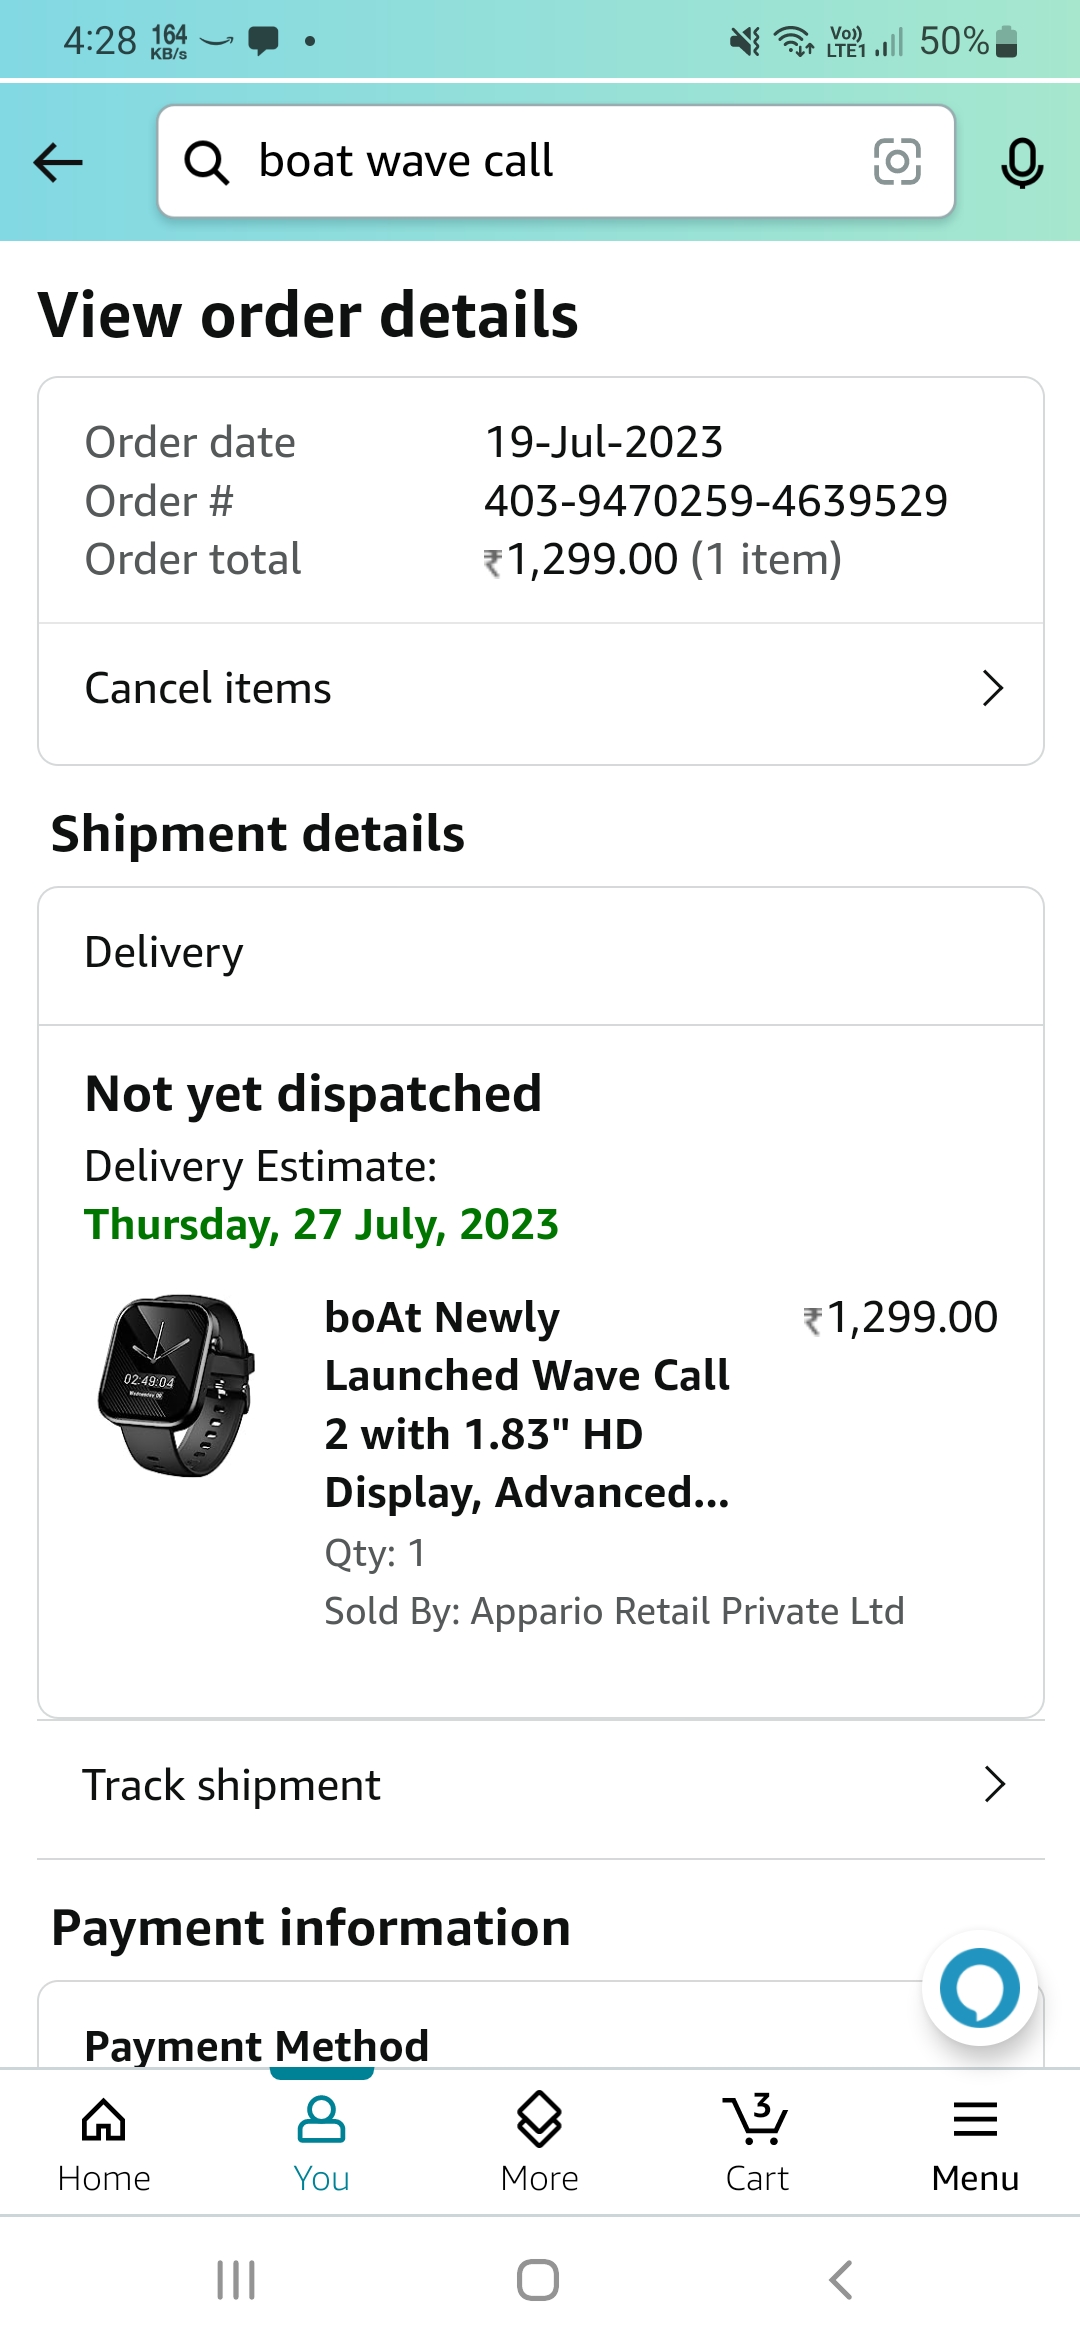 4:28 164 KB/s Vo)) LTE1 50%
boat wave call
View order details
Order date 19-Jul-2023
Order # 403-9470259-4639529
Order total ₹1,299.00 (1 item)
Cancel items
Shipment details
Delivery
Not yet dispatched
Delivery Estimate:
Thursday, 27 July, 2023
boAt Newly ₹1,299.00
Launched Wave Call
2 with 1.83" HD
Display, Advanced...
Qty: 1
Sold By: Appario Retail Private Ltd
02:49:04
Track shipment
Payment information
Payment Method
3
Home You More Cart Menu